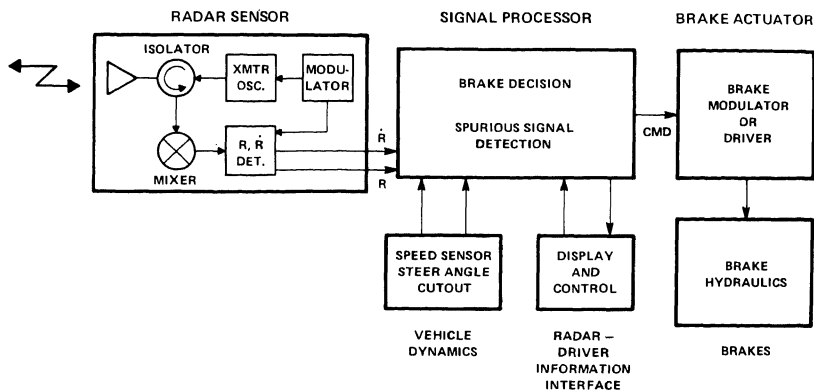 RADAR SENSOR
SIGNAL PROCESSOR
BRAKE ACTUATOR
ISOLATOR
XMTR
OSC.
MODU-
LATOR
MIXER
R, Ṙ
DET.
Ṙ
R
BRAKE DECISION
SPURIOUS SIGNAL
DETECTION
CMD
BRAKE
MODULATOR
OR
DRIVER
SPEED SENSOR
STEER ANGLE
CUTOUT
DISPLAY
AND
CONTROL
BRAKE
HYDRAULICS
VEHICLE
DYNAMICS
RADAR –
DRIVER
INFORMATION
INTERFACE
BRAKES